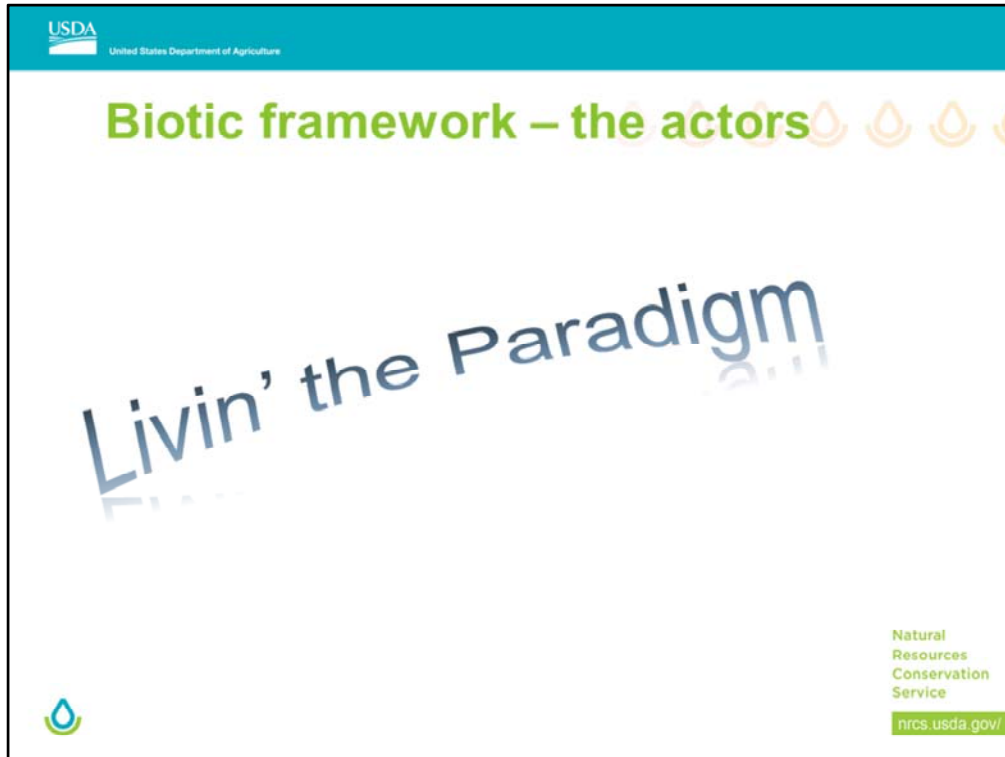 USDA
United States Department of Agriculture
Biotic framework – the actors
Livin’ the Paradigm
Natural
Resources
Conservation
Service
nrcs.usda.gov/